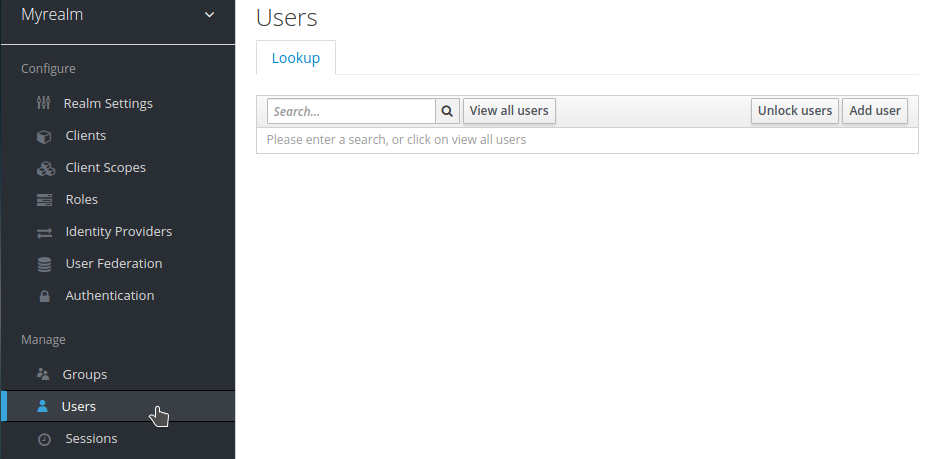 Myrealm
Configure
Realm Settings
Clients
Client Scopes
Roles
Identity Providers
User Federation
Authentication
Manage
Groups
Users
Sessions
Users
Lookup
Search... View all users Unlock users Add user
Please enter a search, or click on view all users